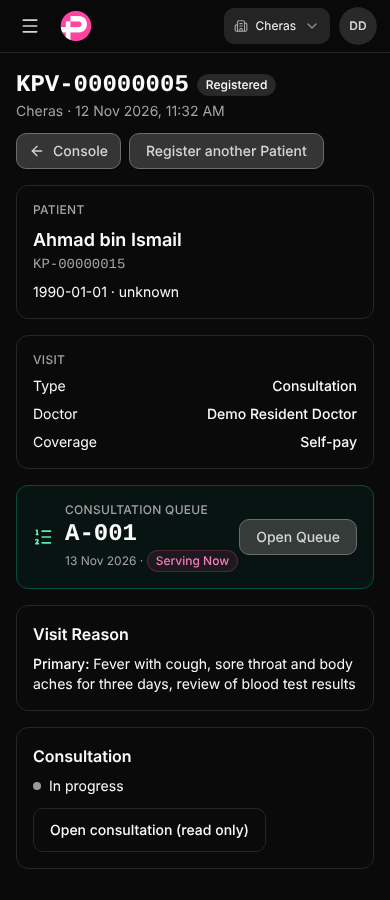 Cheras
DD
KPV-00000005 Registered
Cheras · 12 Nov 2026, 11:32 AM
Console
Register another Patient
PATIENT
Ahmad bin Ismail
KP-00000015
1990-01-01 · unknown
VISIT
Type Consultation
Doctor Demo Resident Doctor
Coverage Self-pay
CONSULTATION QUEUE
A-001
13 Nov 2026 · Serving Now
Open Queue
Visit Reason
Primary: Fever with cough, sore throat and body
aches for three days, review of blood test results
Consultation
In progress
Open consultation (read only)